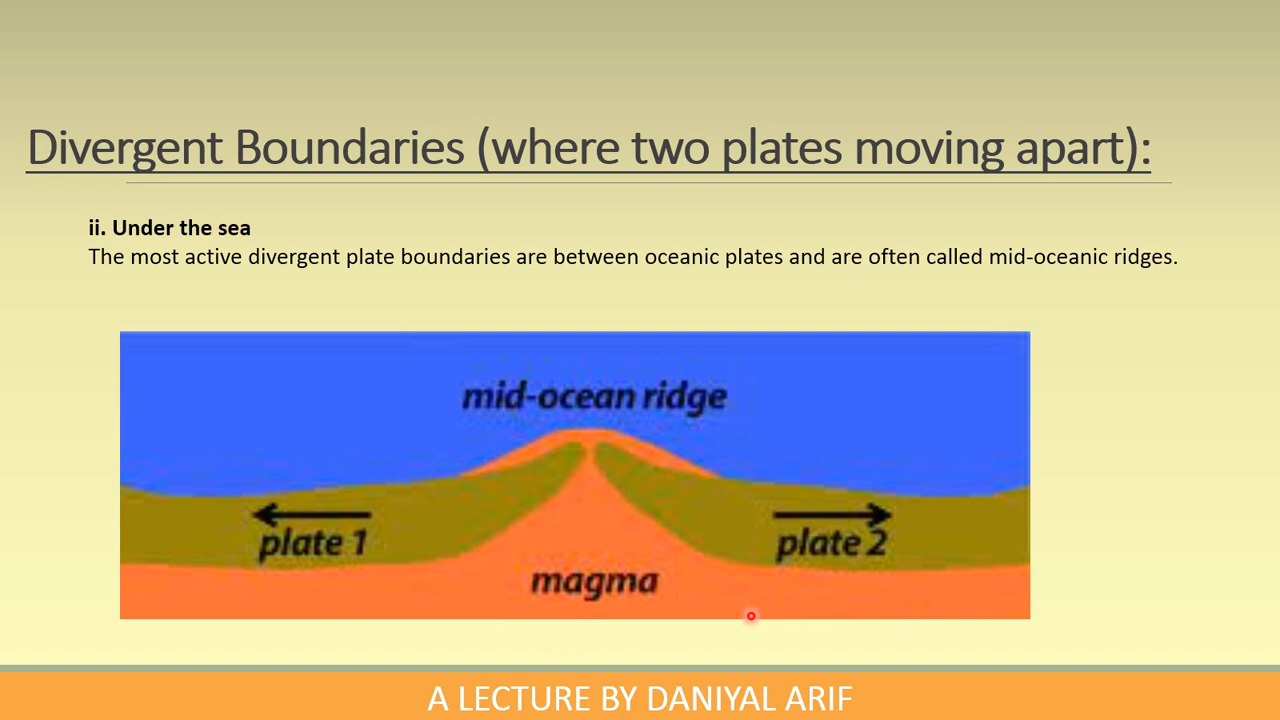 Divergent Boundaries (where two plates moving apart):
ii. Under the sea
The most active divergent plate boundaries are between oceanic plates and are often called mid-oceanic ridges.
mid-ocean ridge
plate 1
plate 2
magma
A LECTURE BY DANIYAL ARIF